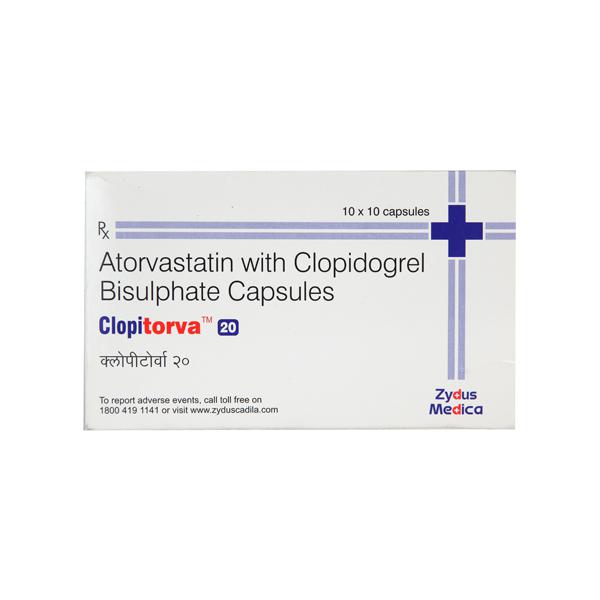 10 x 10 capsules
Rx
Atorvastatin with Clopidogrel
Bisulphate Capsules
Clopitorva™ 20
क्लोपीटोर्वा २०
To report adverse events, call toll free on
1800 419 1141 or visit www.zyduscadila.com
Zydus
Medica